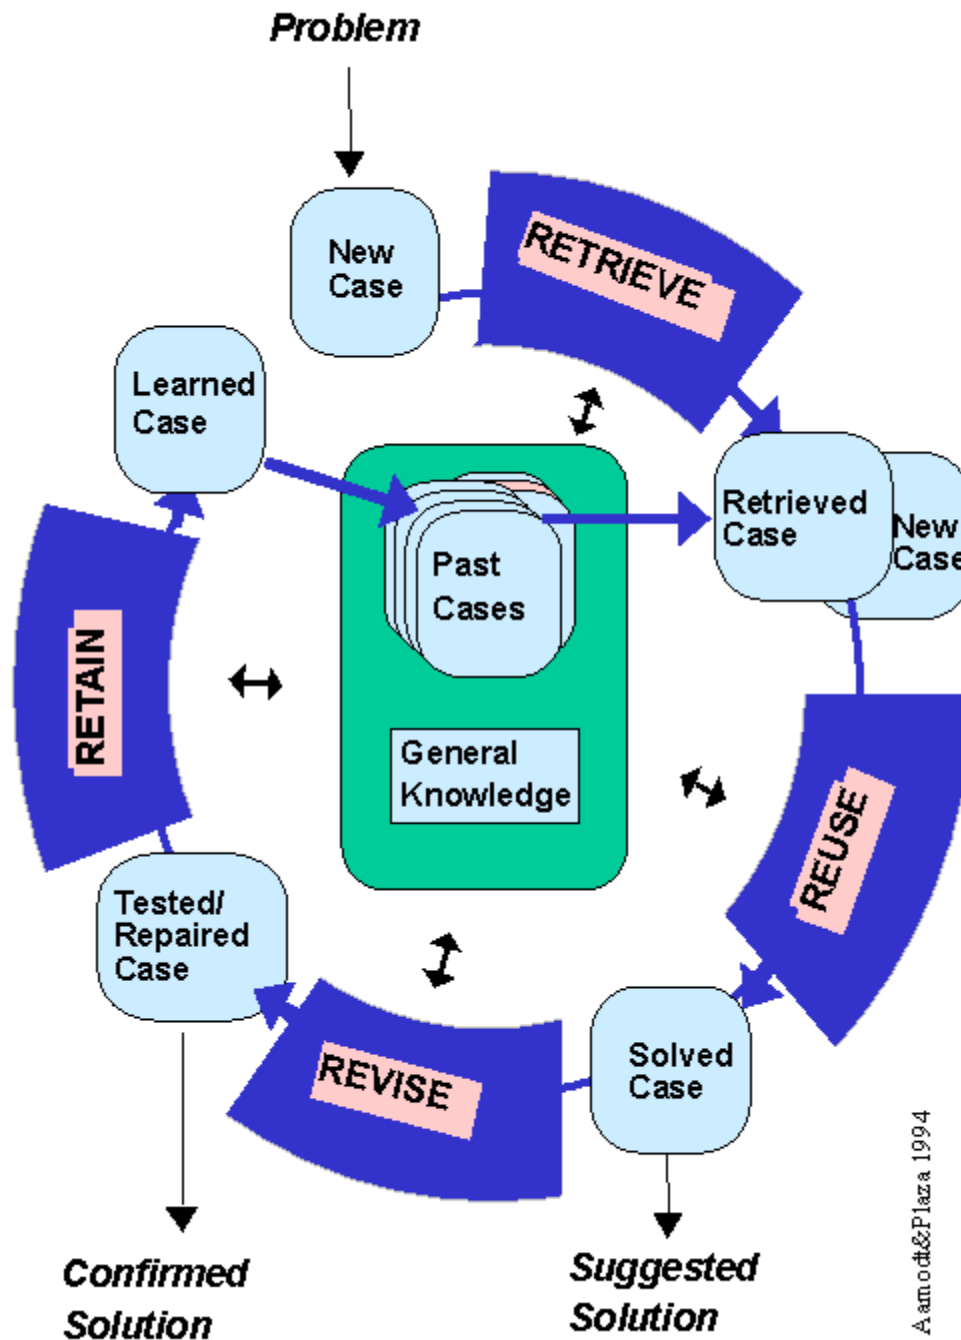 Problem
New
Case
RETRIEVE
Learned
Case
Retrieved
Case
New
Case
Past
Cases
RETAIN
General
Knowledge
REUSE
Tested/
Repaired
Case
REVISE
Solved
Case
Confirmed
Solution
Suggested
Solution
Aamodt&Plaza 1994